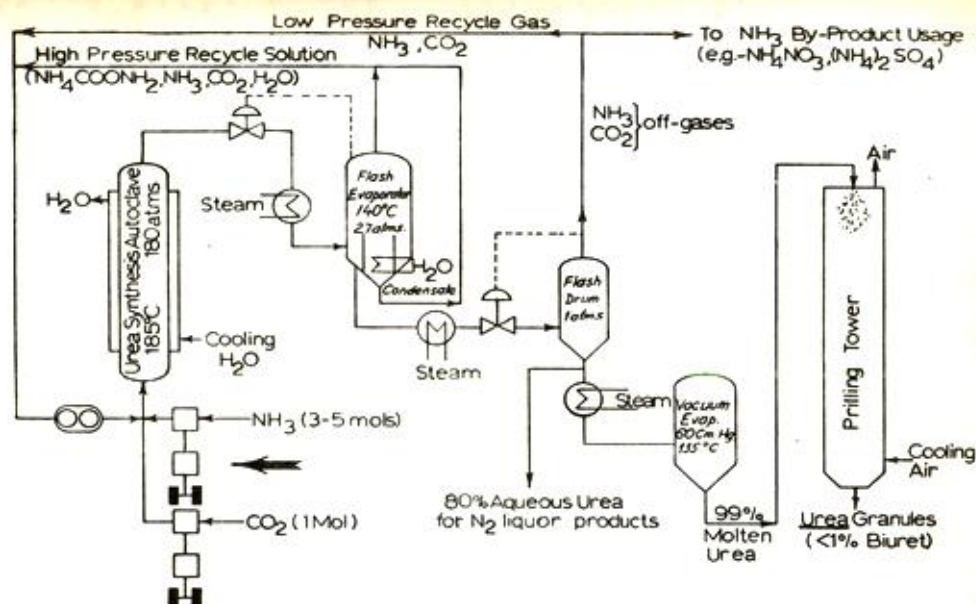 Low Pressure Recycle Gas
NH₃, CO₂
To NH₃ By-Product Usage
(e.g.-NH₄NO₃,(NH₄)₂ SO₄)
High Pressure Recycle Solution
(NH₄COONH₂,NH₃,CO₂,H₂O)
NH₃
CO₂
off-gases
Air
H₂O
Urea Synthesis Autoclave
185°C 180 atms
Steam
Flash
Evaporator
140°C
27 atms.
H₂O
Condensate
Cooling
H₂O
Steam
Flash
Drum
1 atms
Steam
Vacuum
Evap.
60 Cm Hg
135 °C
Prilling Tower
Cooling
Air
NH₃ (3-5 mols)
CO₂ (1 Mol)
80% Aqueous Urea
for N₂ liquor products
99%
Molten
Urea
Urea Granules
(<1% Biuret)